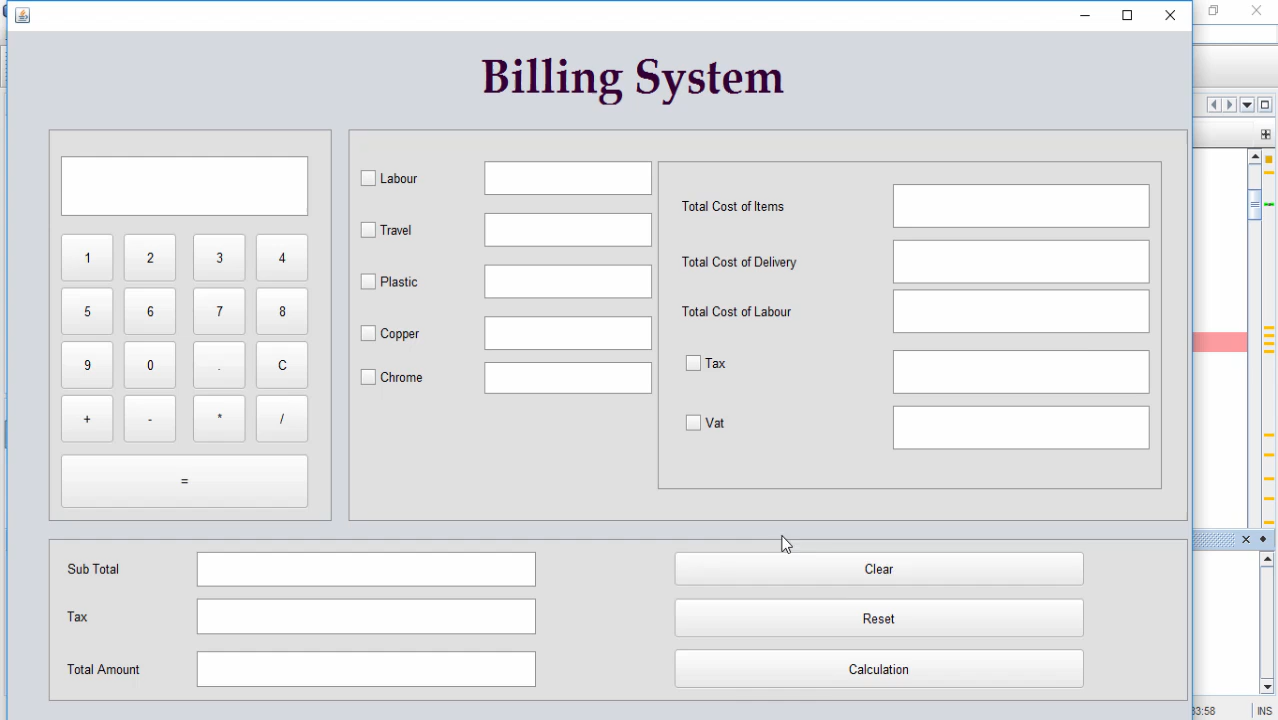 Billing System
1 2 3 4
5 6 7 8
9 0 . C
+ - * /
=
Labour
Travel
Plastic
Copper
Chrome
Total Cost of Items
Total Cost of Delivery
Total Cost of Labour
Tax
Vat
Sub Total
Tax
Total Amount
Clear
Reset
Calculation
33:58 INS